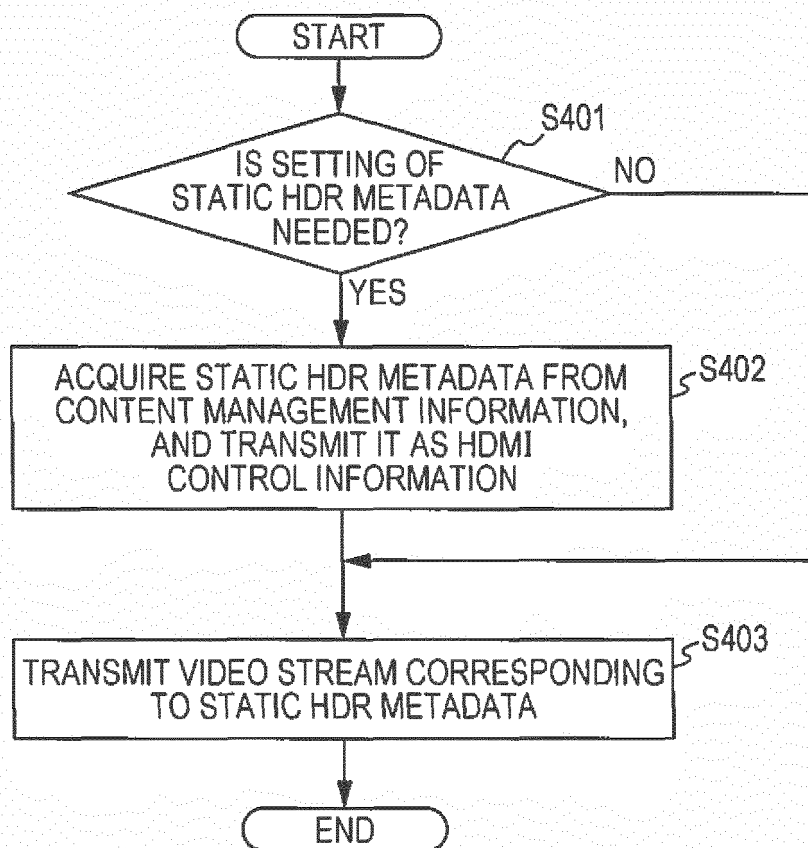 START
S401
IS SETTING OF
STATIC HDR METADATA
NEEDED?
NO
YES
S402
ACQUIRE STATIC HDR METADATA FROM
CONTENT MANAGEMENT INFORMATION,
AND TRANSMIT IT AS HDMI
CONTROL INFORMATION
S403
TRANSMIT VIDEO STREAM CORRESPONDING
TO STATIC HDR METADATA
END